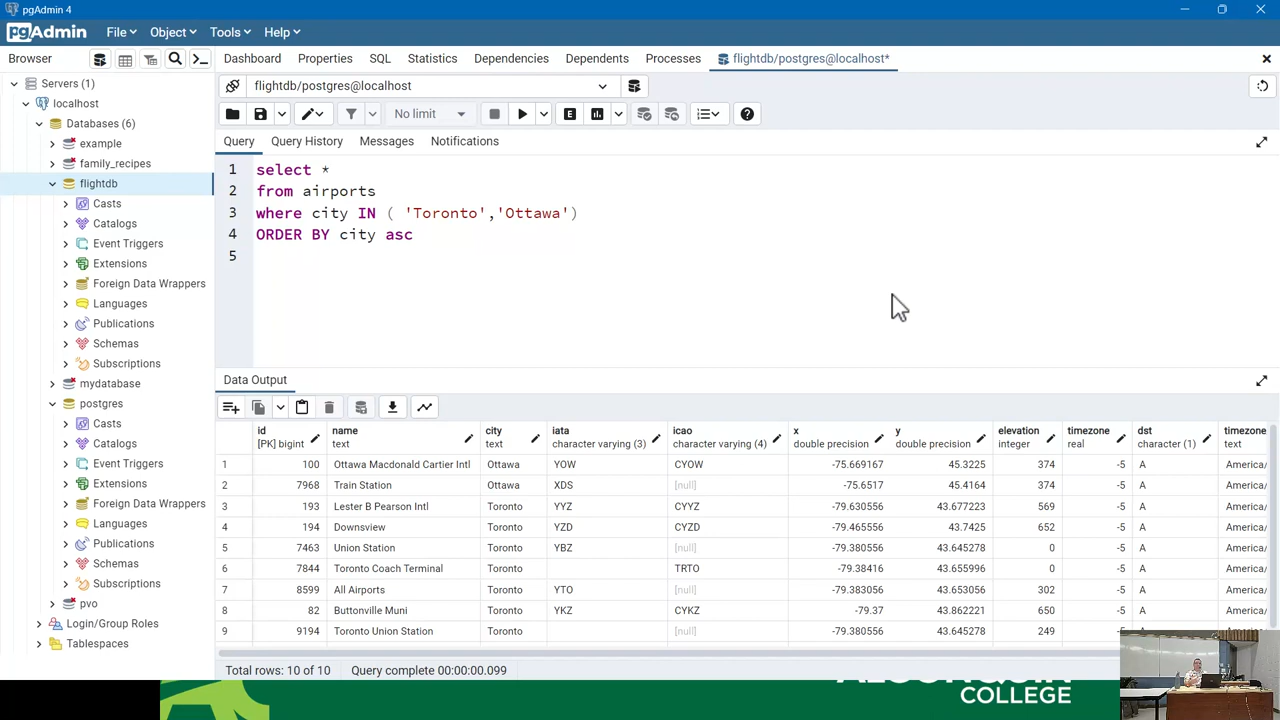 pgAdmin 4
pgAdmin File Object Tools Help
Browser Dashboard Properties SQL Statistics Dependencies Dependents Processes flightdb/postgres@localhost*
Servers (1)
localhost
Databases (6)
example
family_recipes
flightdb
Casts
Catalogs
Event Triggers
Extensions
Foreign Data Wrappers
Languages
Publications
Schemas
Subscriptions
mydatabase
postgres
Casts
Catalogs
Event Triggers
Extensions
Foreign Data Wrappers
Languages
Publications
Schemas
Subscriptions
pvo
Login/Group Roles
Tablespaces
flightdb/postgres@localhost
No limit
Query Query History Messages Notifications
1 select *
2 from airports
3 where city IN ( 'Toronto','Ottawa')
4 ORDER BY city asc
5
Data Output
id name city iata icao x y elevation timezone dst timezone
[PK] bigint text text character varying (3) character varying (4) double precision double precision integer real character (1) text
1 100 Ottawa Macdonald Cartier Intl Ottawa YOW CYOW -75.669167 45.3225 374 -5 A America/
2 7968 Train Station Ottawa XDS [null] -75.6517 45.4164 374 -5 A America/
3 193 Lester B Pearson Intl Toronto YYZ CYYZ -79.630556 43.677223 569 -5 A America/
4 194 Downsview Toronto YZD CYZD -79.465556 43.7425 652 -5 A America/
5 7463 Union Station Toronto YBZ [null] -79.380556 43.645278 0 -5 A America/
6 7844 Toronto Coach Terminal Toronto TRTO -79.38416 43.655996 0 -5 A America/
7 8599 All Airports Toronto YTO [null] -79.383056 43.653056 302 -5 A America/
8 82 Buttonville Muni Toronto YKZ CYKZ -79.37 43.862221 650 -5 A America/
9 9194 Toronto Union Station Toronto [null] -79.380556 43.645278 249 -5 A America/
Total rows: 10 of 10 Query complete 00:00:00.099
COLLEGE